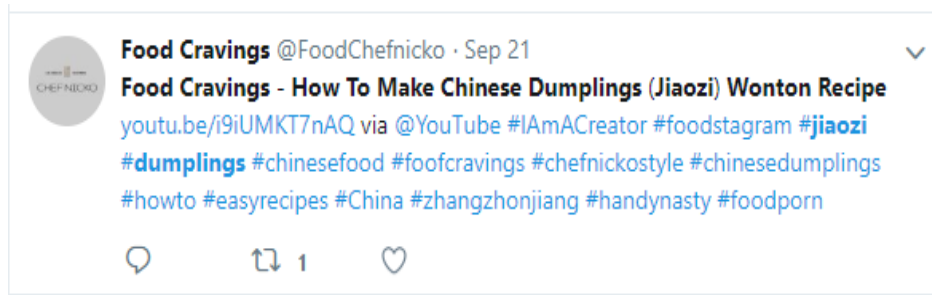 Food Cravings @FoodChefnicko · Sep 21
Food Cravings - How To Make Chinese Dumplings (Jiaozi) Wonton Recipe
youtu.be/i9iUMKT7nAQ via @YouTube #IAmACreator #foodstagram #jiaozi
#dumplings #chinesefood #foofcravings #chefnickostyle #chinesedumplings
#howto #easyrecipes #China #zhangzhonjiang #handynasty #foodporn
CHEFNICKO
1